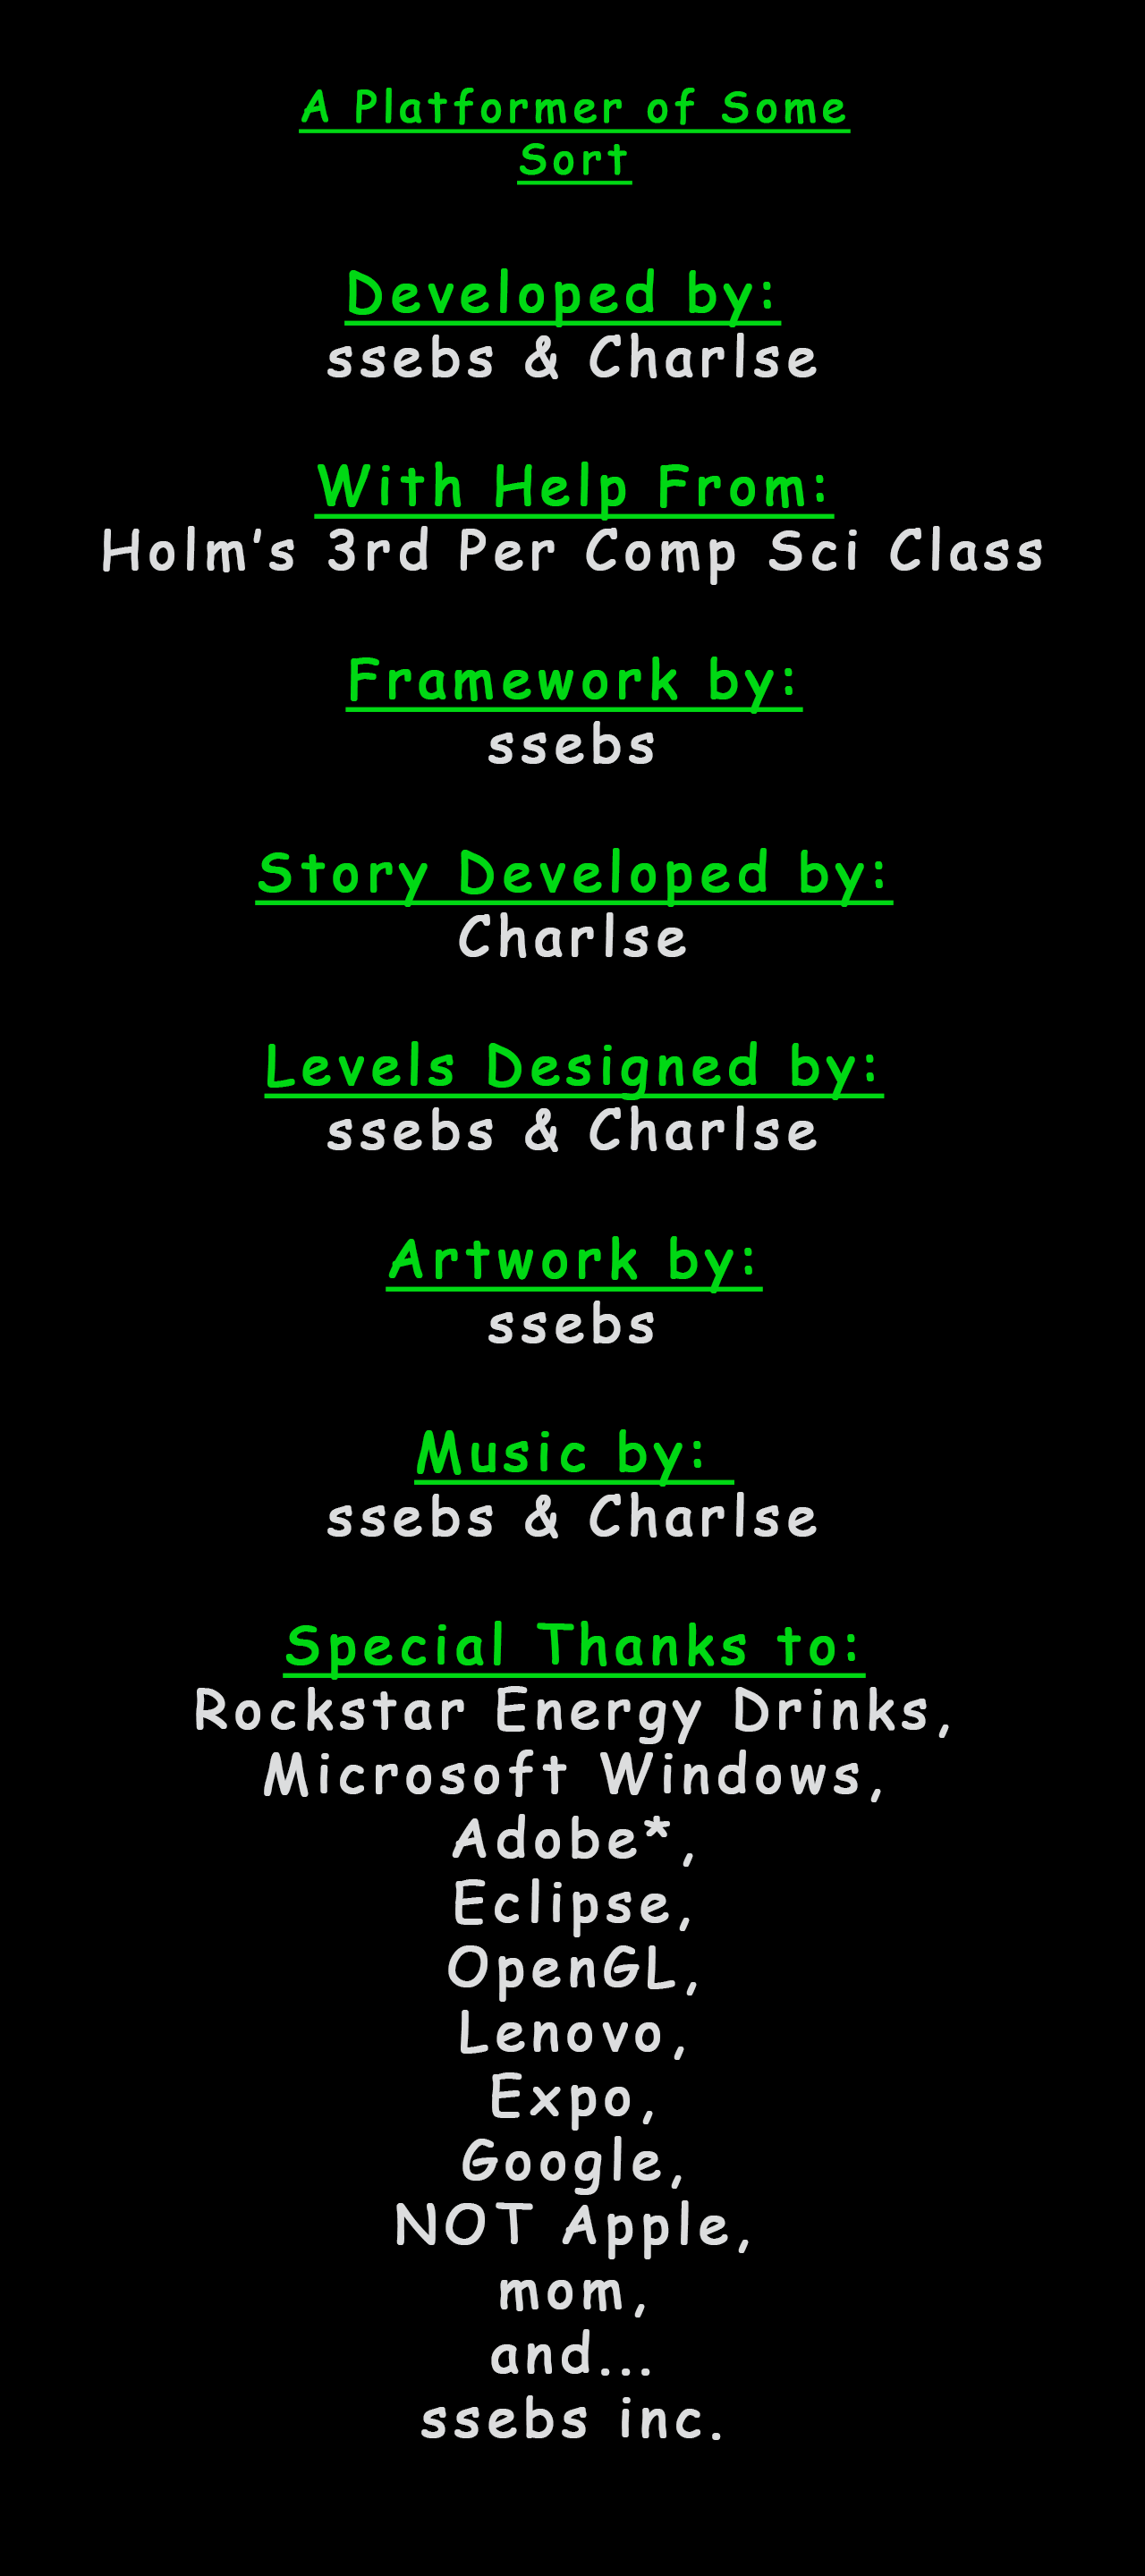 A Platformer of Some
Sort
Developed by:
ssebs & Charlse
With Help From:
Holm's 3rd Per Comp Sci Class
Framework by:
ssebs
Story Developed by:
Charlse
Levels Designed by:
ssebs & Charlse
Artwork by:
ssebs
Music by:
ssebs & Charlse
Special Thanks to:
Rockstar Energy Drinks,
Microsoft Windows,
Adobe*,
Eclipse,
OpenGL,
Lenovo,
Expo,
Google,
NOT Apple,
mom,
and...
ssebs inc.